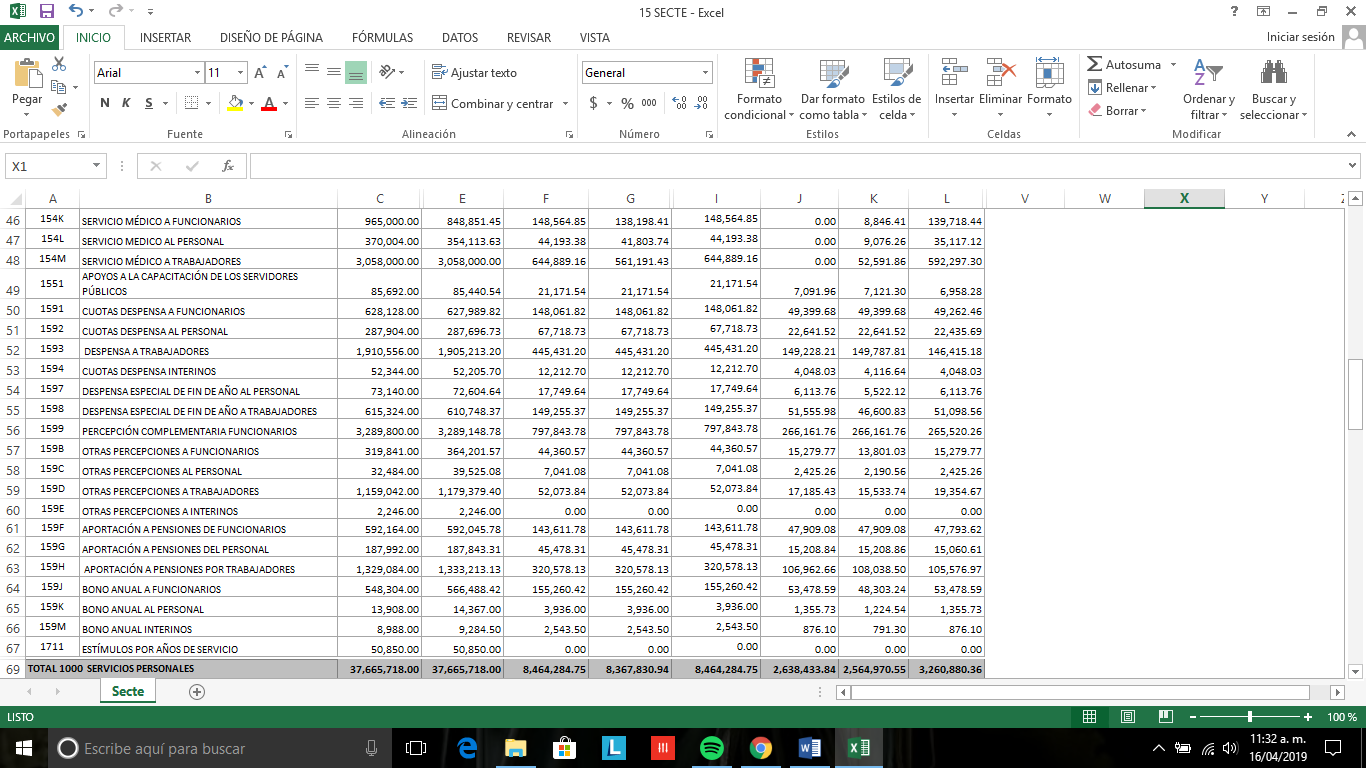 15 SECTE - Excel
ARCHIVO INICIO INSERTAR DISEÑO DE PÁGINA FÓRMULAS DATOS REVISAR VISTA Iniciar sesión
Pegar
Arial 11
N K S
Ajustar texto
Combinar y centrar
General
$ % 000
Formato condicional
Dar formato como tabla
Estilos de celda
Insertar Eliminar Formato
Autosuma
Rellenar
Borrar
Ordenar y filtrar
Buscar y seleccionar
Portapapeles Fuente Alineación Número Estilos Celdas Modificar
X1 fx
A B C E F G I J K L V W X Y
46 154K SERVICIO MÉDICO A FUNCIONARIOS 965,000.00 848,851.45 148,564.85 138,198.41 148,564.85 0.00 8,846.41 139,718.44
47 154L SERVICIO MEDICO AL PERSONAL 370,004.00 354,113.63 44,193.38 41,803.74 44,193.38 0.00 9,076.26 35,117.12
48 154M SERVICIO MÉDICO A TRABAJADORES 3,058,000.00 3,058,000.00 644,889.16 561,191.43 644,889.16 0.00 52,591.86 592,297.30
49 1551 APOYOS A LA CAPACITACIÓN DE LOS SERVIDORES
PÚBLICOS 85,692.00 85,440.54 21,171.54 21,171.54 21,171.54 7,091.96 7,121.30 6,958.28
50 1591 CUOTAS DESPENSA A FUNCIONARIOS 628,128.00 627,989.82 148,061.82 148,061.82 148,061.82 49,399.68 49,399.68 49,262.46
51 1592 CUOTAS DESPENSA AL PERSONAL 287,904.00 287,696.73 67,718.73 67,718.73 67,718.73 22,641.52 22,641.52 22,435.69
52 1593 DESPENSA A TRABAJADORES 1,910,556.00 1,905,213.20 445,431.20 445,431.20 445,431.20 149,228.21 149,787.81 146,415.18
53 1594 CUOTAS DESPENSA INTERINOS 52,344.00 52,205.70 12,212.70 12,212.70 12,212.70 4,048.03 4,116.64 4,048.03
54 1597 DESPENSA ESPECIAL DE FIN DE AÑO AL PERSONAL 73,140.00 72,604.64 17,749.64 17,749.64 17,749.64 6,113.76 5,522.12 6,113.76
55 1598 DESPENSA ESPECIAL DE FIN DE AÑO A TRABAJADORES 615,324.00 610,748.37 149,255.37 149,255.37 149,255.37 51,555.98 46,600.83 51,098.56
56 1599 PERCEPCIÓN COMPLEMENTARIA FUNCIONARIOS 3,289,800.00 3,289,148.78 797,843.78 797,843.78 797,843.78 266,161.76 266,161.76 265,520.26
57 159B OTRAS PERCEPCIONES A FUNCIONARIOS 319,841.00 364,201.57 44,360.57 44,360.57 44,360.57 15,279.77 13,801.03 15,279.77
58 159C OTRAS PERCEPCIONES AL PERSONAL 32,484.00 39,525.08 7,041.08 7,041.08 7,041.08 2,425.26 2,190.56 2,425.26
59 159D OTRAS PERCEPCIONES A TRABAJADORES 1,159,042.00 1,179,379.40 52,073.84 52,073.84 52,073.84 17,185.43 15,533.74 19,354.67
60 159E OTRAS PERCEPCIONES A INTERINOS 2,246.00 2,246.00 0.00 0.00 0.00 0.00 0.00 0.00
61 159F APORTACIÓN A PENSIONES DE FUNCIONARIOS 592,164.00 592,045.78 143,611.78 143,611.78 143,611.78 47,909.08 47,909.08 47,793.62
62 159G APORTACIÓN A PENSIONES DEL PERSONAL 187,992.00 187,843.31 45,478.31 45,478.31 45,478.31 15,208.84 15,208.86 15,060.61
63 159H APORTACIÓN A PENSIONES POR TRABAJADORES 1,329,084.00 1,333,213.13 320,578.13 320,578.13 320,578.13 106,962.66 108,038.50 105,576.97
64 159J BONO ANUAL A FUNCIONARIOS 548,304.00 566,488.42 155,260.42 155,260.42 155,260.42 53,478.59 48,303.24 53,478.59
65 159K BONO ANUAL AL PERSONAL 13,908.00 14,367.00 3,936.00 3,936.00 3,936.00 1,355.73 1,224.54 1,355.73
66 159M BONO ANUAL INTERINOS 8,988.00 9,284.50 2,543.50 2,543.50 2,543.50 876.10 791.30 876.10
67 1711 ESTÍMULOS POR AÑOS DE SERVICIO 50,850.00 50,850.00 0.00 0.00 0.00 0.00 0.00 0.00
69 TOTAL 1000 SERVICIOS PERSONALES 37,665,718.00 37,665,718.00 8,464,284.75 8,367,830.94 8,464,284.75 2,638,433.84 2,564,970.55 3,260,880.36
Secte
LISTO 100 %
Escribe aquí para buscar
11:32 a. m.
16/04/2019